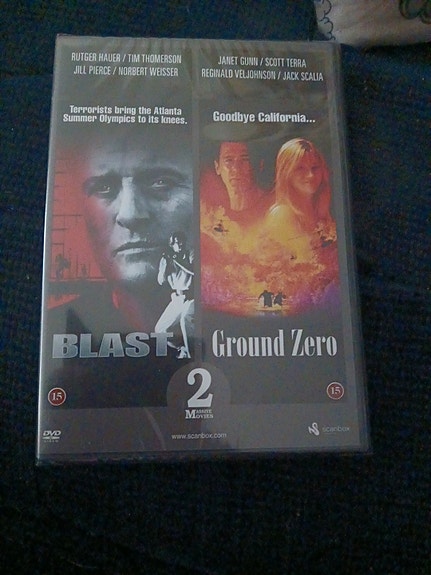 RUTGER HAUER / TIM THOMERSON
JILL PIERCE / NORBERT WEISSER
JANET GUNN / SCOTT TERRA
REGINALD VELJOHNSON / JACK SCALIA
Terrorists bring the Atlanta
Summer Olympics to its knees.
Goodbye California...
BLAST
Ground Zero
15
15
2
MASSIVE
MOVIES
DVD
VIDEO
www.scanbox.com
scanbox